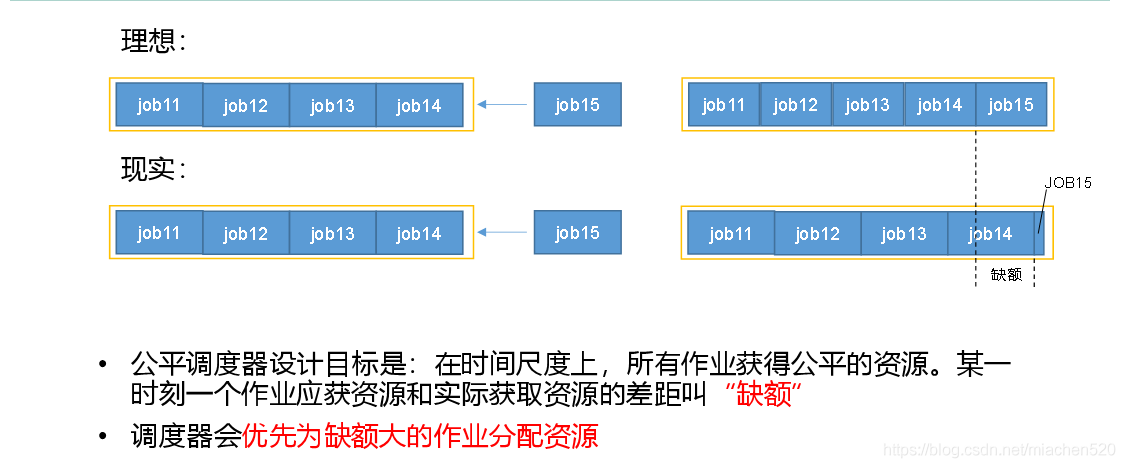 理想：
job11 job12 job13 job14 job15 job11 job12 job13 job14 job15
现实：
JOB15
job11 job12 job13 job14 job15 job11 job12 job13 job14
缺额
• 公平调度器设计目标是：在时间尺度上，所有作业获得公平的资源。某一
时刻一个作业应获资源和实际获取资源的差距叫“缺额“
• 调度器会优先为缺额大的作业分配资源
https://blog.csdn.net/miachen520